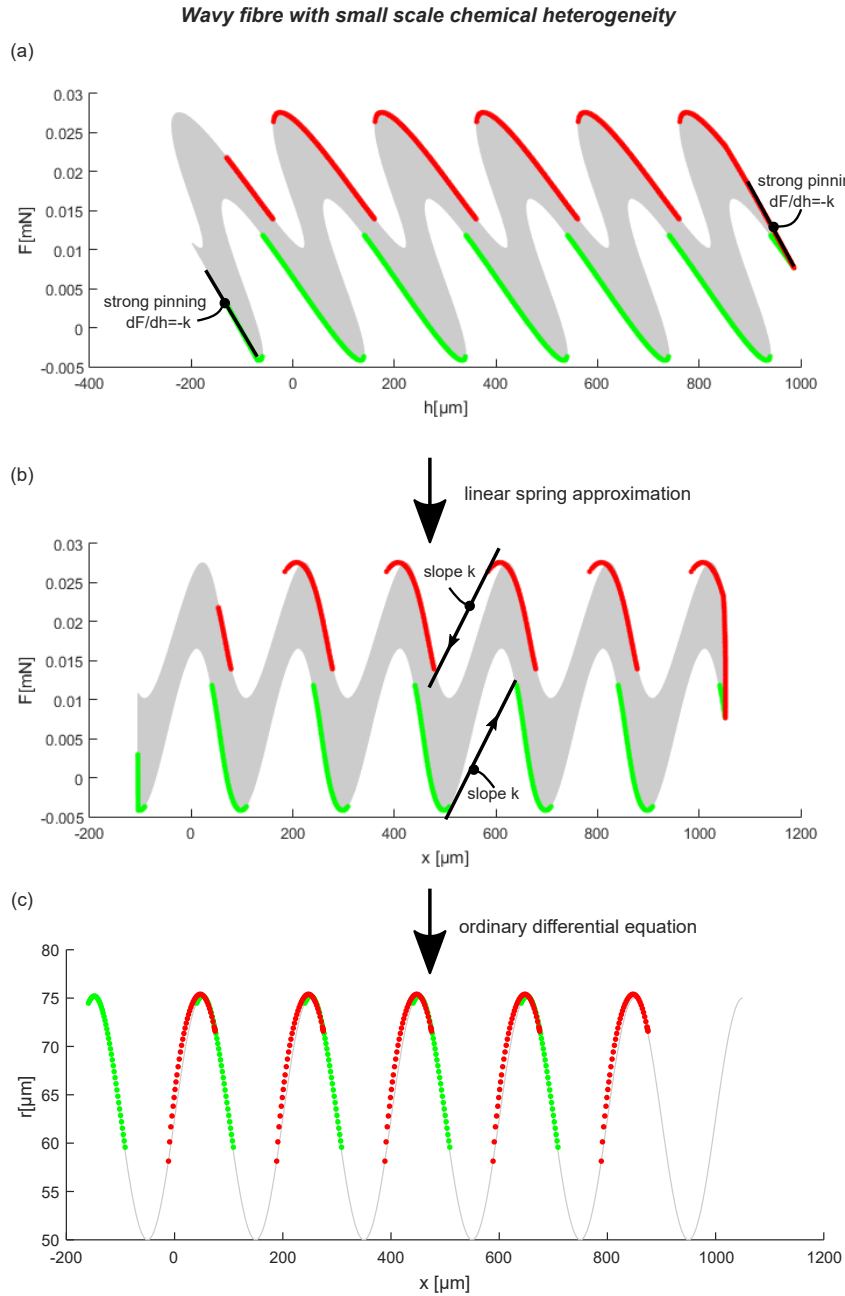 Wavy fibre with small scale chemical heterogeneity
(a)
0.03
0.025
0.02
0.015
0.01
0.005
0
-0.005
F[mN]
strong pinning
dF/dh=-k
strong pinning
dF/dh=-k
-400
-200
0
200
400
600
800
1000
h[µm]
(b)
linear spring approximation
0.03
0.025
0.02
0.015
0.01
0.005
0
-0.005
F[mN]
slope k
slope k
-200
0
200
400
600
800
1000
1200
x [µm]
(c)
ordinary differential equation
80
75
70
65
60
55
50
r[µm]
-200
0
200
400
600
800
1000
1200
x [µm]